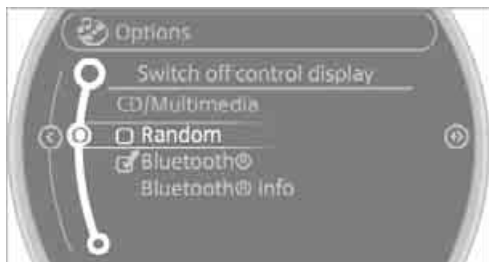 Options
Switch off control display
CD/Multimedia
Random
Bluetooth®
Bluetooth® info